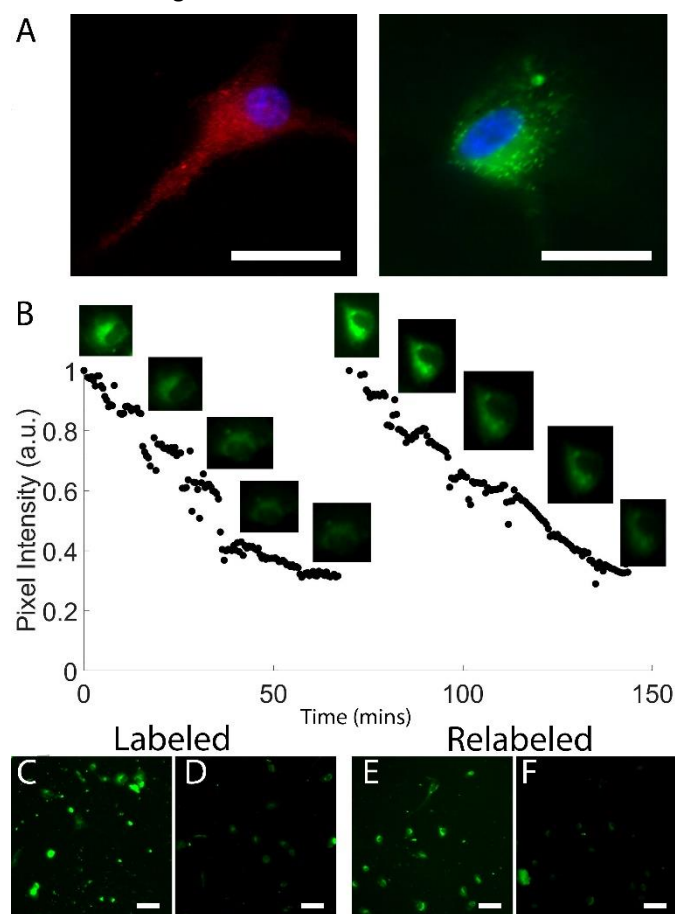 A
B
1
0.8
0.6
0.4
0.2
0
Pixel Intensity (a.u.)
0 50 100 150
Time (mins)
Labeled Relabeled
C D E F